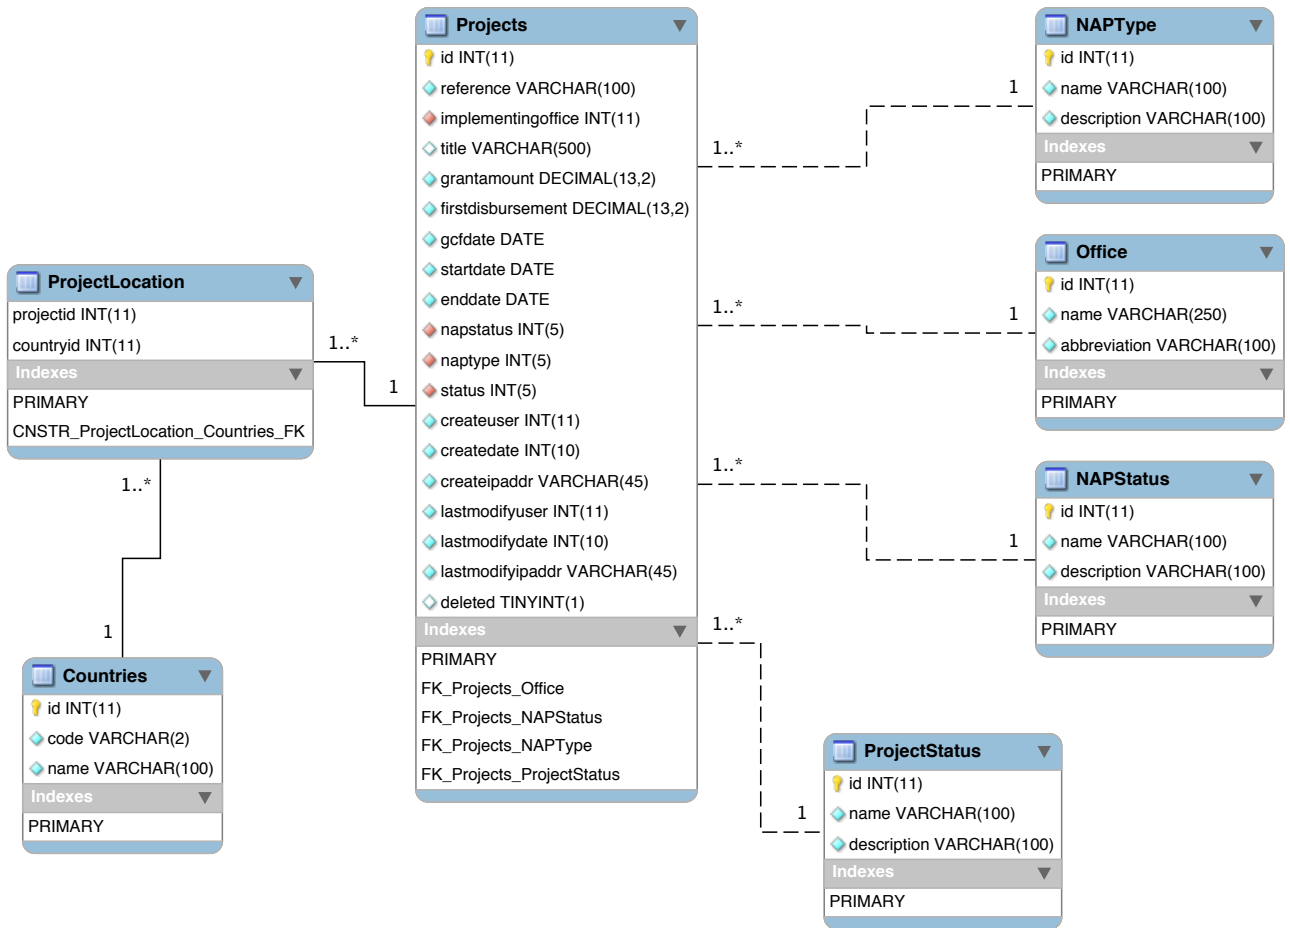 Projects
id INT(11)
reference VARCHAR(100)
implementingoffice INT(11)
title VARCHAR(500)
grantamount DECIMAL(13,2)
firstdisbursement DECIMAL(13,2)
gcfdate DATE
startdate DATE
enddate DATE
napstatus INT(5)
naptype INT(5)
status INT(5)
createuser INT(11)
createdate INT(10)
createipaddr VARCHAR(45)
lastmodifyuser INT(11)
lastmodifydate INT(10)
lastmodifyipaddr VARCHAR(45)
deleted TINYINT(1)
Indexes
PRIMARY
FK_Projects_Office
FK_Projects_NAPStatus
FK_Projects_NAPType
FK_Projects_ProjectStatus
NAPType
id INT(11)
name VARCHAR(100)
description VARCHAR(100)
Indexes
PRIMARY
1
1..*
Office
id INT(11)
name VARCHAR(250)
abbreviation VARCHAR(100)
Indexes
PRIMARY
1..*
1
NAPStatus
id INT(11)
name VARCHAR(100)
description VARCHAR(100)
Indexes
PRIMARY
1..*
1
ProjectStatus
id INT(11)
name VARCHAR(100)
description VARCHAR(100)
Indexes
PRIMARY
1..*
1
ProjectLocation
projectid INT(11)
countryid INT(11)
Indexes
PRIMARY
CNSTR_ProjectLocation_Countries_FK
1..*
1
1..*
1
Countries
id INT(11)
code VARCHAR(2)
name VARCHAR(100)
Indexes
PRIMARY